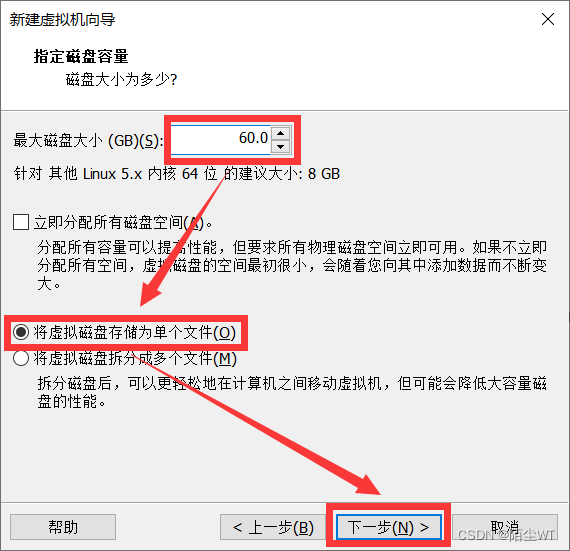 新建虚拟机向导
指定磁盘容量
磁盘大小为多少?
最大磁盘大小 (GB)(S): 60.0
针对 其他 Linux 5.x 内核 64 位 的建议大小: 8 GB
立即分配所有磁盘空间(A)。
分配所有容量可以提高性能，但要求所有物理磁盘空间立即可用。如果不立即
分配所有空间，虚拟磁盘的空间最初很小，会随着您向其中添加数据而不断变
大。
将虚拟磁盘存储为单个文件(O)
将虚拟磁盘拆分成多个文件(M)
拆分磁盘后，可以更轻松地在计算机之间移动虚拟机，但可能会降低大容量磁
盘的性能。
帮助 < 上一步(B) 下一步(N) > 取消
CSDN @陌尘WT